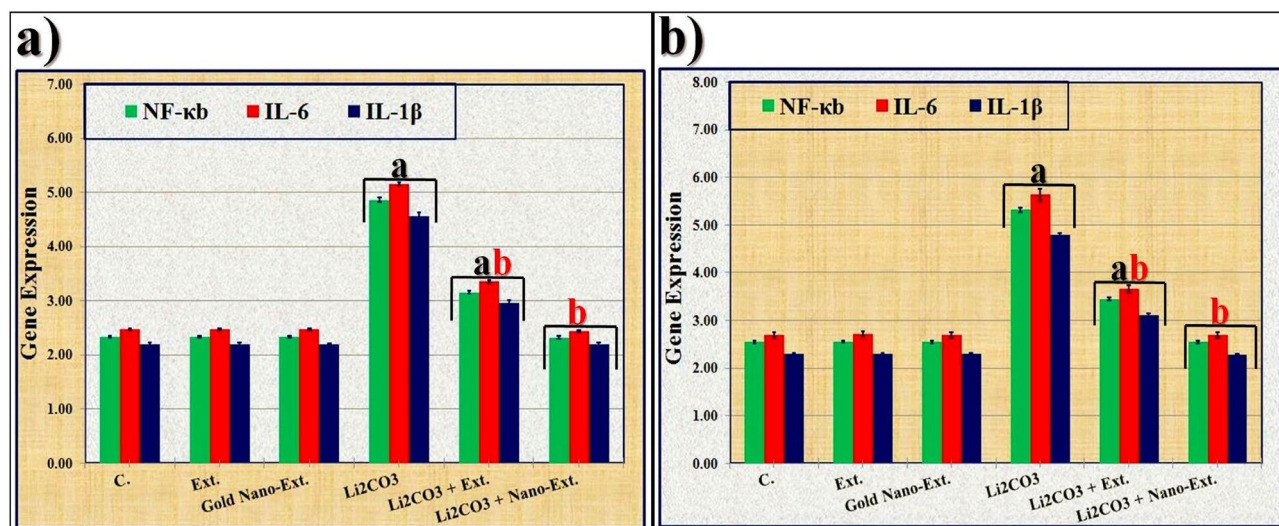 a)
7.00
6.00
5.00
4.00
3.00
2.00
1.00
0.00
Gene Expression
NF-κb IL-6 IL-1β
a
ab
b
C.
Ext.
Gold Nano-Ext.
Li2CO3
Li2CO3 + Ext.
Li2CO3 + Nano-Ext.
b)
8.00
7.00
6.00
5.00
4.00
3.00
2.00
1.00
0.00
Gene Expression
NF-κb IL-6 IL-1β
a
ab
b
C.
Ext.
Gold Nano-Ext.
Li2CO3
Li2CO3 + Ext.
Li2CO3 + Nano-Ext.